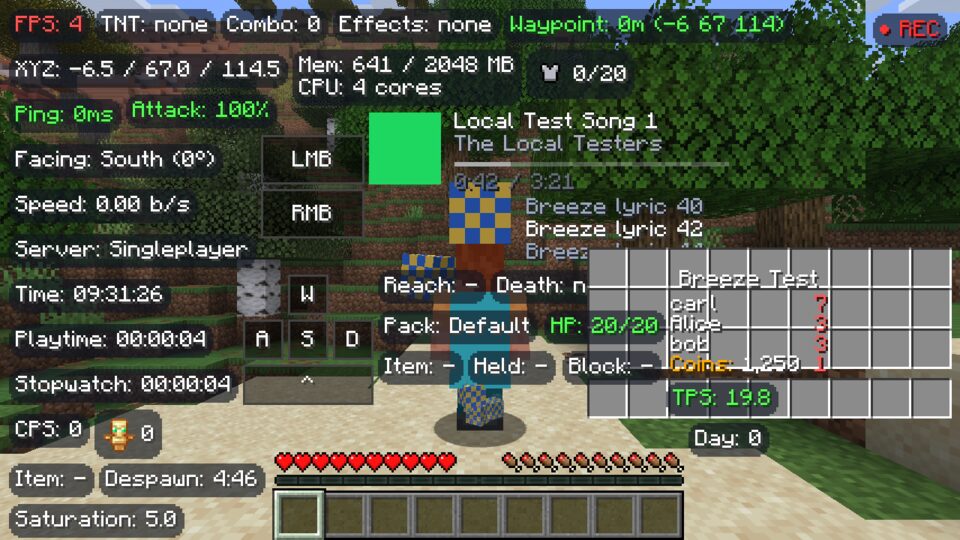 FPS: 4 TNT: none Combo: 0 Effects: none Waypoint: 0m (-6 67 114) REC
XYZ: -6.5 / 67.0 / 114.5
Mem: 641 / 2048 MB
CPU: 4 cores
0/20
Ping: 0ms
Attack: 100%
Local Test Song 1
The Local Testers
0:42 / 3:21
Facing: South (0°)
LMB
Speed: 0.00 b/s
RMB
Breeze lyric 40
Breeze lyric 42
Breeze lyric
Server: Singleplayer
Time: 09:31:26
W
Reach: - Death: n
Breeze Test
carl 7
Alice 3
bob 3
Coins: 1,250 1
Playtime: 00:00:04
A S D
Pack: Default HP: 20/20
Stopwatch: 00:00:04
^
Item: - Held: - Block: -
TPS: 19.8
CPS: 0
0
Day: 0
Item: - Despawn: 4:46
Saturation: 5.0